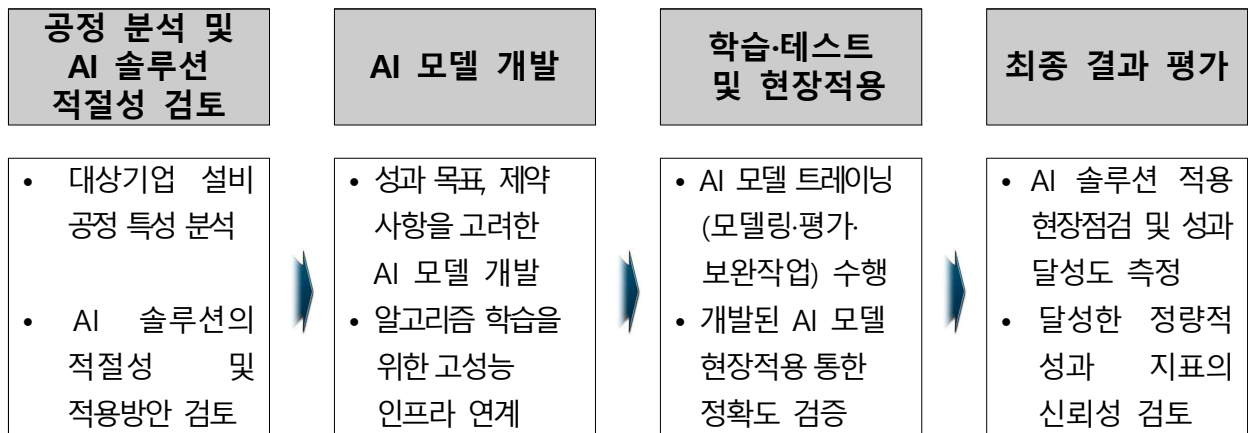 공정 분석 및
AI 솔루션
적절성 검토
• 대상기업 설비
공정 특성 분석
• AI 솔루션의
적절성 및
적용방안 검토
AI 모델 개발
• 성과 목표, 제약
사항을 고려한
AI 모델 개발
• 알고리즘 학습을
위한 고성능
인프라 연계
학습·테스트
및 현장적용
• AI 모델 트레이닝
(모델링·평가·
보완작업) 수행
• 개발된 AI 모델
현장적용 통한
정확도 검증
최종 결과 평가
• AI 솔루션 적용
현장점검 및 성과
달성도 측정
• 달성한 정량적
성과 지표의
신뢰성 검토